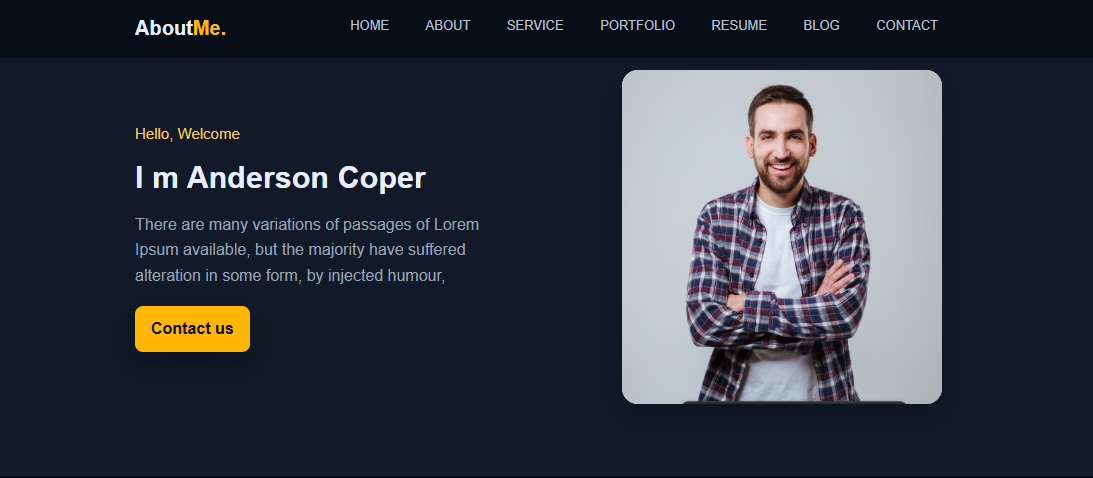 AboutMe.
HOME ABOUT SERVICE PORTFOLIO RESUME BLOG CONTACT
Hello, Welcome
I m Anderson Coper
There are many variations of passages of Lorem
Ipsum available, but the majority have suffered
alteration in some form, by injected humour,
Contact us